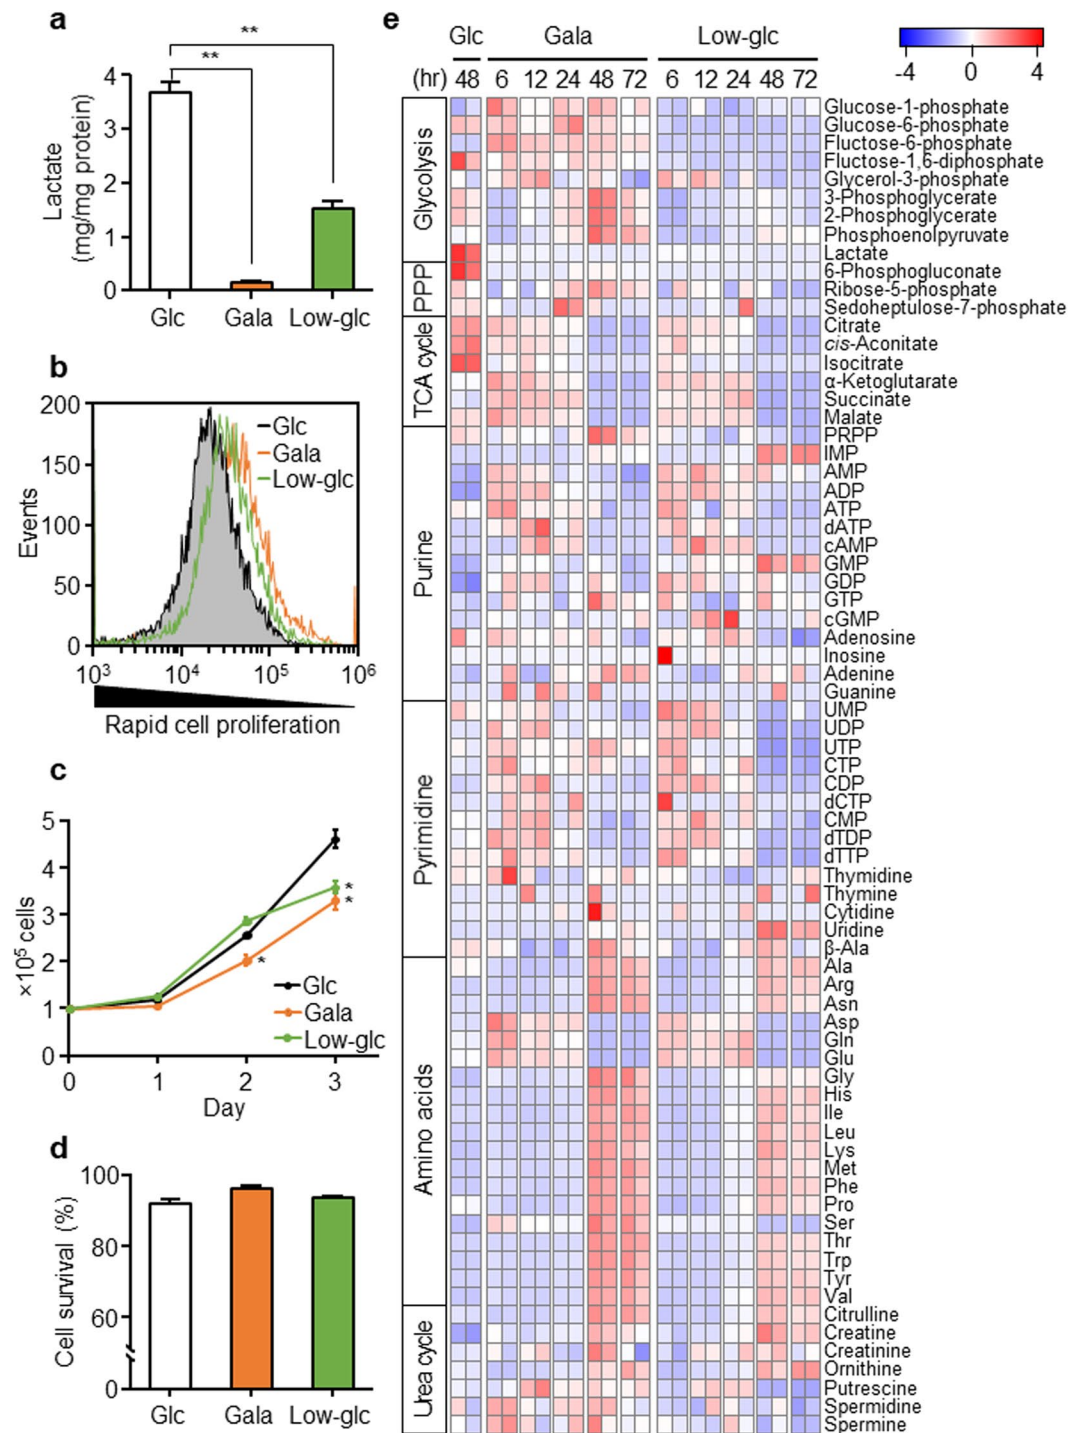 a
**
**
4
3
2
1
0
Lactate
(mg/mg protein)
Glc
Gala
Low-glc
b
200
150
100
50
0
Events
Glc
Gala
Low-glc
10³
10⁴
10⁵
10⁶
Rapid cell proliferation
c
5
4
3
2
1
0
×10⁵ cells
*
*
*
Glc
Gala
Low-glc
0
1
2
3
Day
d
100
80
60
0
Cell survival (%)
Glc
Gala
Low-glc
e
-4
0
4
Glc
Gala
Low-glc
(hr) 48 6 12 24 48 72 6 12 24 48 72
Glycolysis
PPP
TCA cycle
Purine
Pyrimidine
Amino acids
Urea cycle
Glucose-1-phosphate
Glucose-6-phosphate
Fluctose-6-phosphate
Fluctose-1,6-diphosphate
Glycerol-3-phosphate
3-Phosphoglycerate
2-Phosphoglycerate
Phosphoenolpyruvate
Lactate
6-Phosphogluconate
Ribose-5-phosphate
Sedoheptulose-7-phosphate
Citrate
cis-Aconitate
Isocitrate
α-Ketoglutarate
Succinate
Malate
PRPP
IMP
AMP
ADP
ATP
dATP
cAMP
GMP
GDP
GTP
cGMP
Adenosine
Inosine
Adenine
Guanine
UMP
UDP
UTP
CTP
CDP
dCTP
CMP
dTDP
dTTP
Thymidine
Thymine
Cytidine
Uridine
β-Ala
Ala
Arg
Asn
Asp
Gln
Glu
Gly
His
Ile
Leu
Lys
Met
Phe
Pro
Ser
Thr
Trp
Tyr
Val
Citrulline
Creatine
Creatinine
Ornithine
Putrescine
Spermidine
Spermine